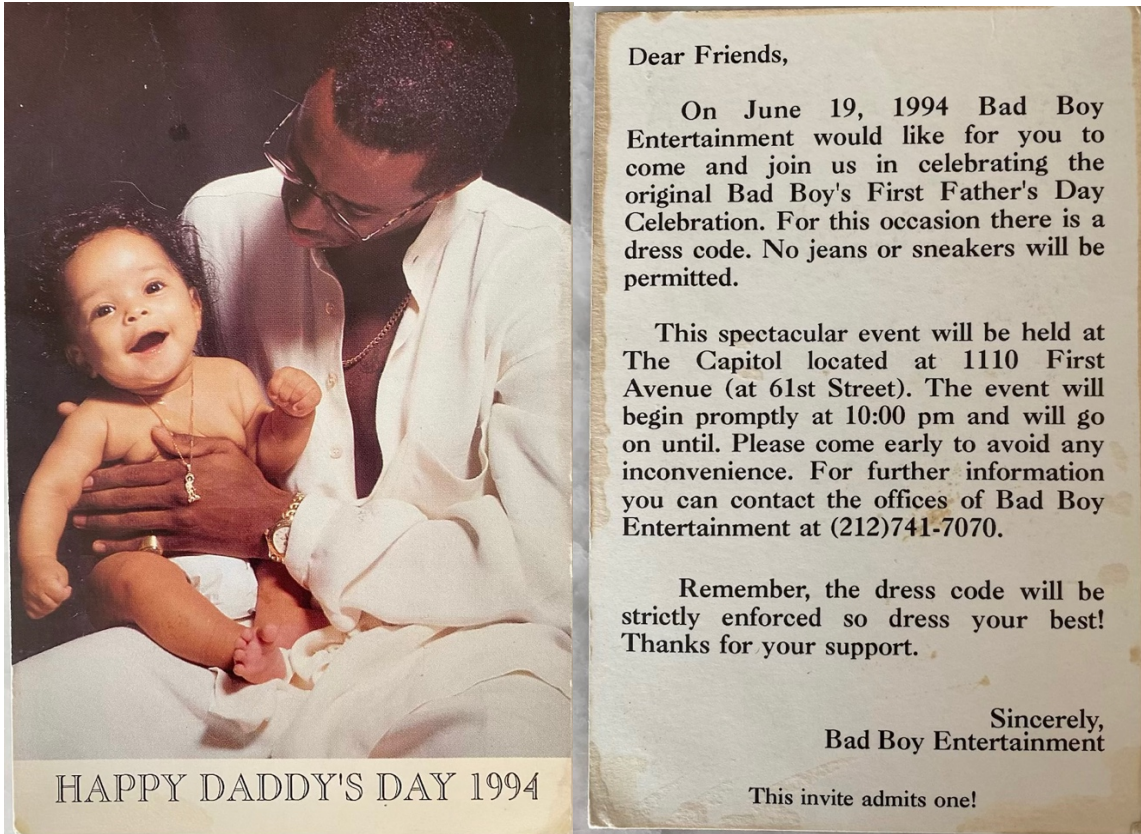 HAPPY DADDY'S DAY 1994
Dear Friends,
On June 19, 1994 Bad Boy
Entertainment would like for you to
come and join us in celebrating the
original Bad Boy's First Father's Day
Celebration. For this occasion there is a
dress code. No jeans or sneakers will be
permitted.
This spectacular event will be held at
The Capitol located at 1110 First
Avenue (at 61st Street). The event will
begin promptly at 10:00 pm and will go
on until. Please come early to avoid any
inconvenience. For further information
you can contact the offices of Bad Boy
Entertainment at (212)741-7070.
Remember, the dress code will be
strictly enforced so dress your best!
Thanks for your support.
Sincerely,
Bad Boy Entertainment
This invite admits one!